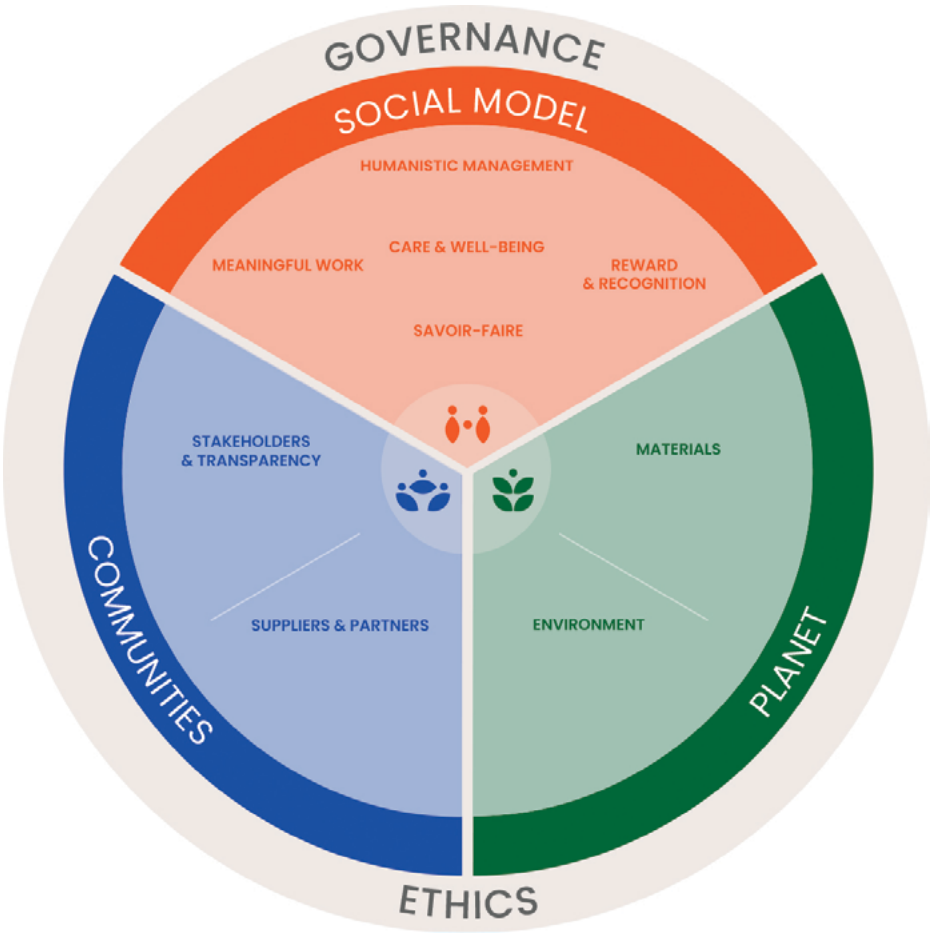 GOVERNANCE
SOCIAL MODEL
HUMANISTIC MANAGEMENT
CARE & WELL-BEING
MEANINGFUL WORK
REWARD
& RECOGNITION
SAVOIR-FAIRE
STAKEHOLDERS
& TRANSPARENCY
MATERIALS
SUPPLIERS & PARTNERS
ENVIRONMENT
COMMUNITIES
PLANET
ETHICS